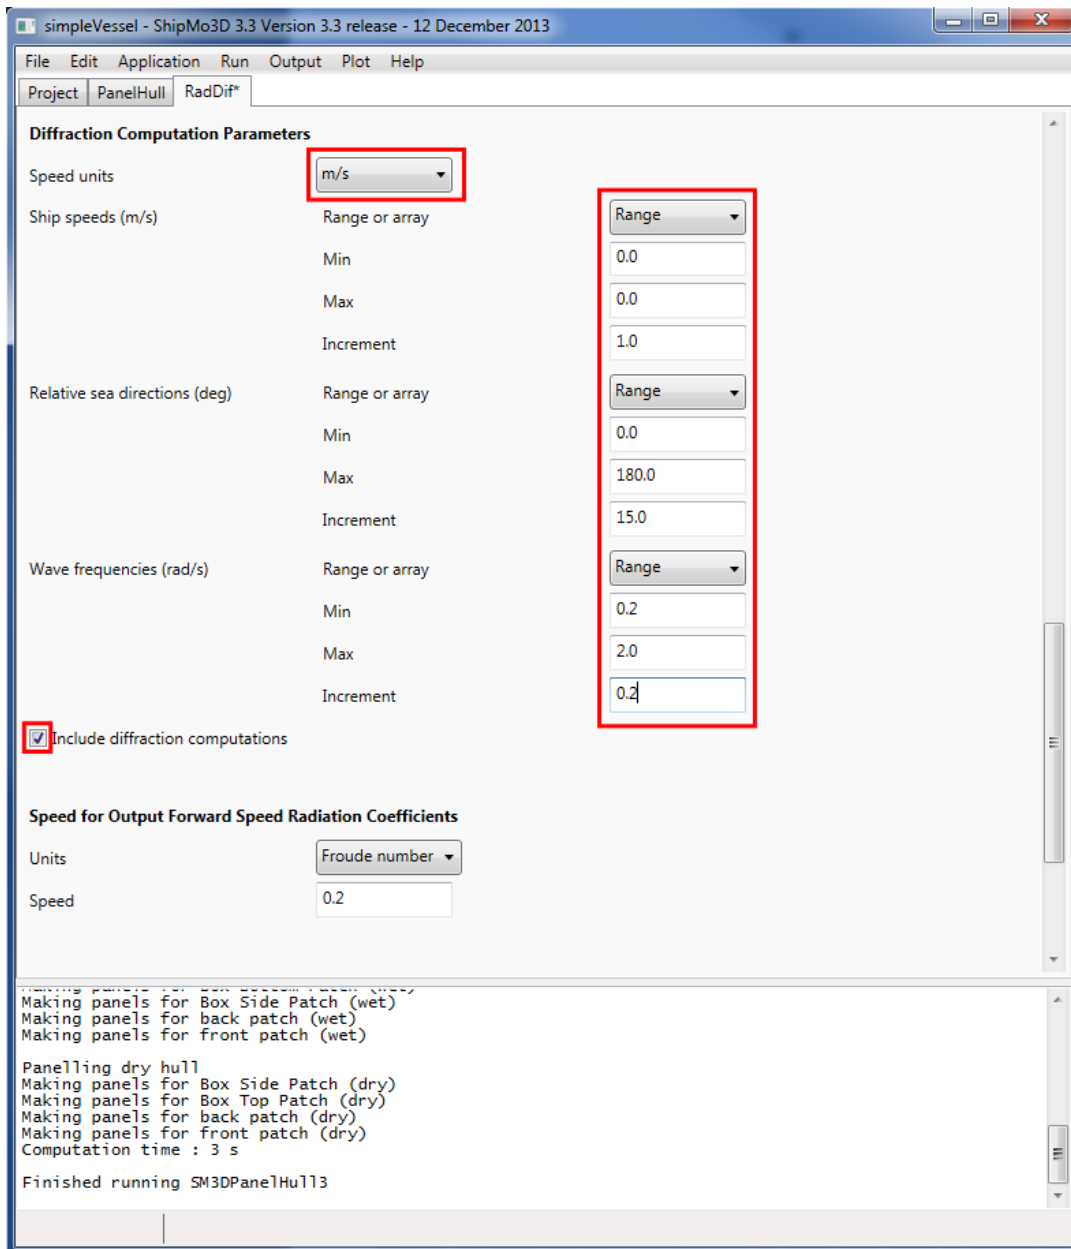 simpleVessel - ShipMo3D 3.3 Version 3.3 release - 12 December 2013
File Edit Application Run Output Plot Help
Project PanelHull RadDif*
Diffraction Computation Parameters
Speed units m/s
Ship speeds (m/s) Range or array Range
Min 0.0
Max 0.0
Increment 1.0
Relative sea directions (deg) Range or array Range
Min 0.0
Max 180.0
Increment 15.0
Wave frequencies (rad/s) Range or array Range
Min 0.2
Max 2.0
Increment 0.2
Include diffraction computations
Speed for Output Forward Speed Radiation Coefficients
Units Froude number
Speed 0.2
Making panels for Box Bottom Patch (wet)
Making panels for Box Side Patch (wet)
Making panels for back patch (wet)
Making panels for front patch (wet)
Panelling dry hull
Making panels for Box Side Patch (dry)
Making panels for Box Top Patch (dry)
Making panels for back patch (dry)
Making panels for front patch (dry)
Computation time : 3 s
Finished running SM3DPanelHull3